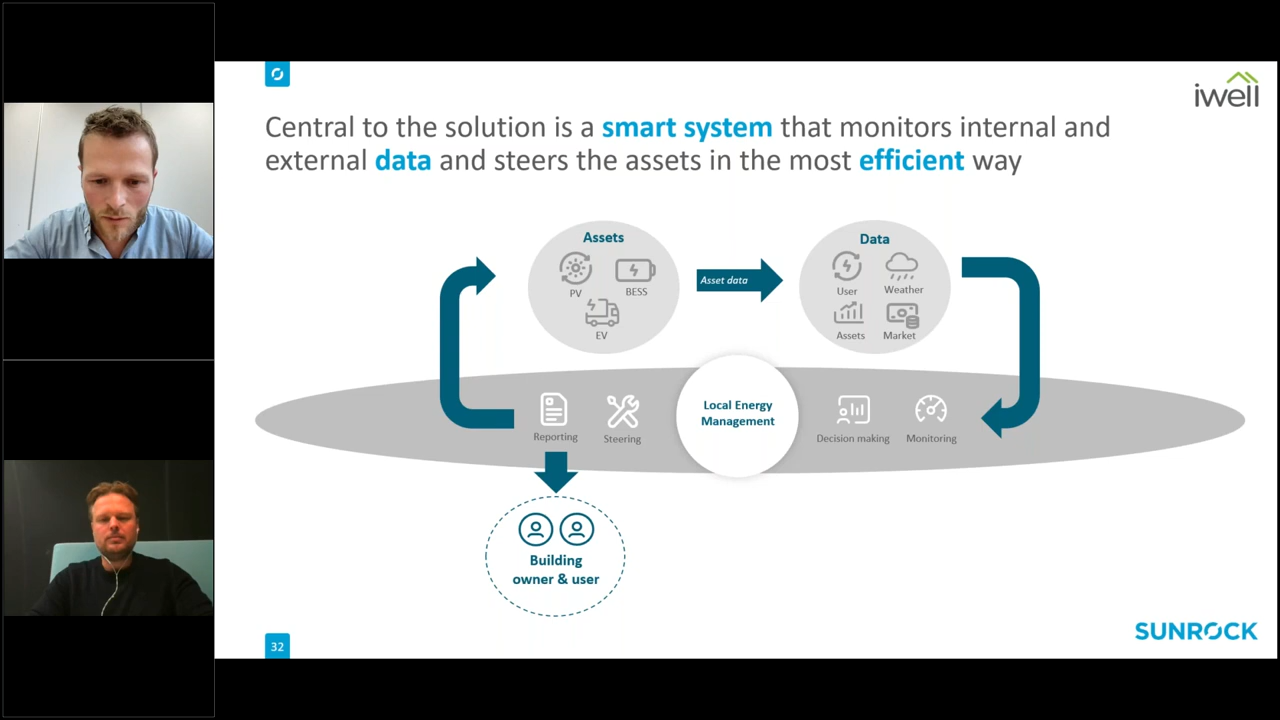 iwell
Central to the solution is a smart system that monitors internal and
external data and steers the assets in the most efficient way
Assets
PV
BESS
EV
Asset data
Data
User
Weather
Assets
Market
Reporting
Steering
Local Energy
Management
Decision making
Monitoring
Building
owner & user
32
SUNROCK